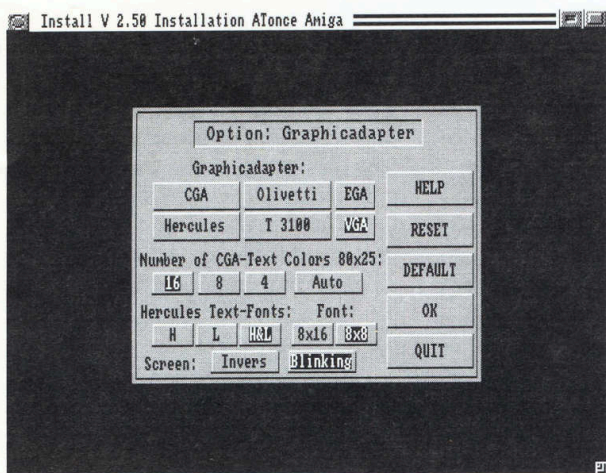 Install V 2.50 Installation ATonce Amiga
Option: Graphicadapter
Graphicadapter:
CGA Olivetti EGA HELP
Hercules T 3100 VGA RESET
Number of CGA-Text Colors 80x25:
16 8 4 Auto DEFAULT
Hercules Text-Fonts: Font: OK
H L H&L 8x16 8x8
Screen: Invers Blinking QUIT